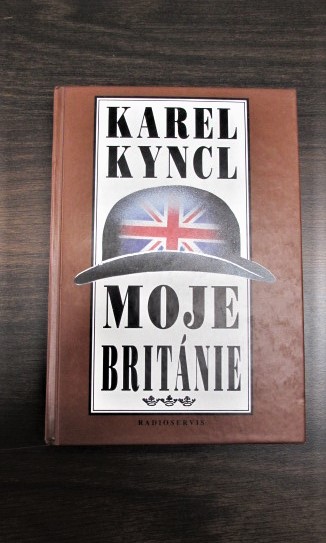 KAREL
KYNCL
MOJE
BRITÁNIE
RADIOSERVIS